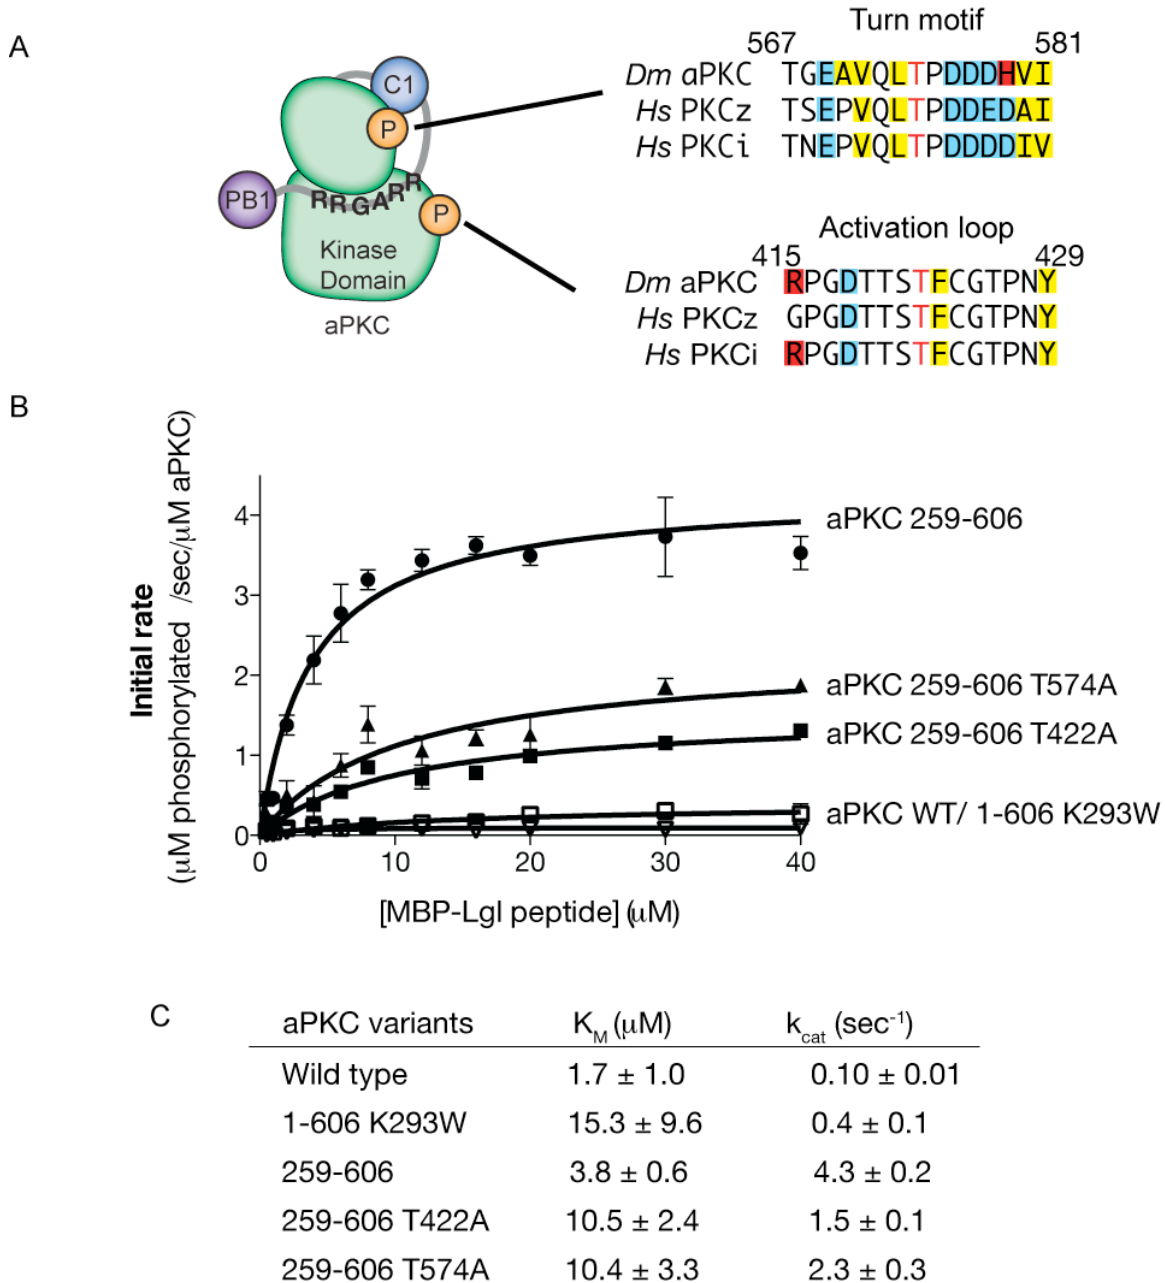 A
Turn motif
567 581
Dm aPKC TGEAVQLTPDDDHVI
Hs PKCz TSEPVQLTPDDEDAI
Hs PKCi TNEPVQLTPDDDDIV
C1
P
PB1
RRGARR
P
Kinase
Domain
aPKC
Activation loop
415 429
Dm aPKC RPGDTTSTFCGTPNY
Hs PKCz GPGDTTSTFCGTPNY
Hs PKCi RPGDTTSTFCGTPNY
B
Initial rate
(μM phosphorylated /sec/μM aPKC)
4
3
2
1
0
0 10 20 30 40
[MBP-Lgl peptide] (μM)
aPKC 259-606
aPKC 259-606 T574A
aPKC 259-606 T422A
aPKC WT/ 1-606 K293W
C
aPKC variants KM (μM) kcat (sec-1)
Wild type 1.7 ± 1.0 0.10 ± 0.01
1-606 K293W 15.3 ± 9.6 0.4 ± 0.1
259-606 3.8 ± 0.6 4.3 ± 0.2
259-606 T422A 10.5 ± 2.4 1.5 ± 0.1
259-606 T574A 10.4 ± 3.3 2.3 ± 0.3